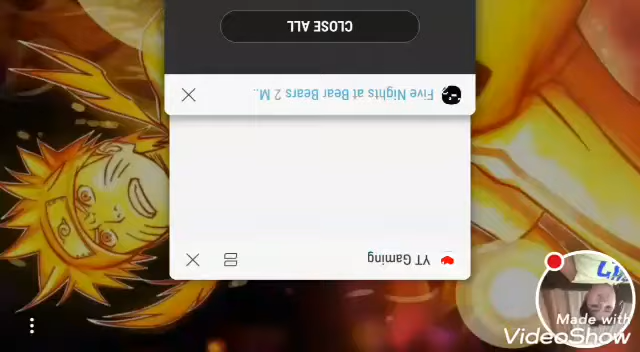 YT Gaming
Five Nights at Bear Bears 2 M..
CLOSE ALL
Made with
VideoShow